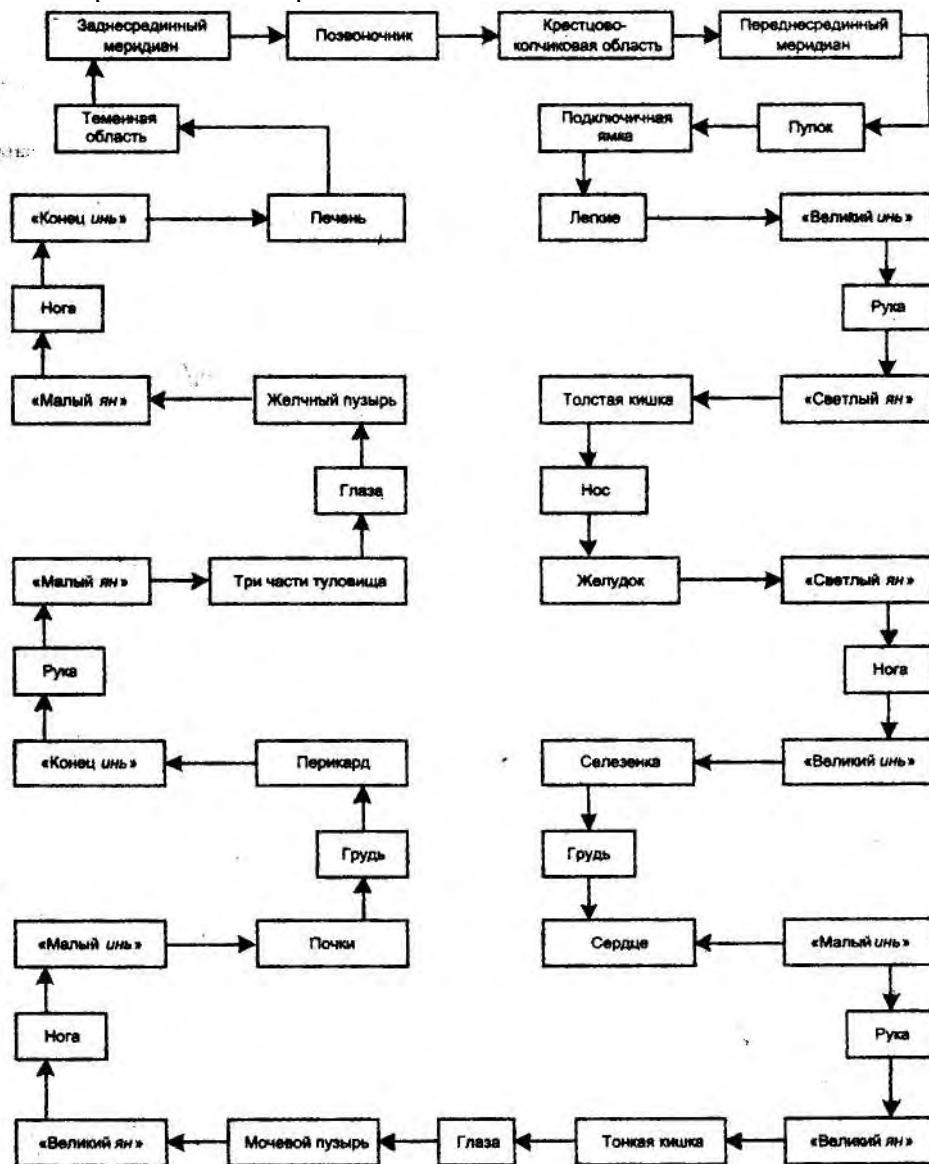 Заднесрединный
меридиан
Позвоночник
Крестцово-
копчиковая область
Переднесрединный
меридиан
Теменная
область
Подключичная
ямка
Пупок
«Конец инь»
Печень
Легкие
«Великий инь»
Нога
Рука
«Малый ян»
Желчный пузырь
Толстая кишка
«Светлый ян»
Глаза
Нос
«Малый ян»
Три части туловища
Желудок
«Светлый ян»
Рука
Нога
«Конец инь»
Перикард
Селезенка
«Великий инь»
Грудь
Грудь
«Малый инь»
Почки
Сердце
«Малый инь»
Нога
Рука
«Великий ян»
Мочевой пузырь
Глаза
Тонкая кишка
«Великий ян»